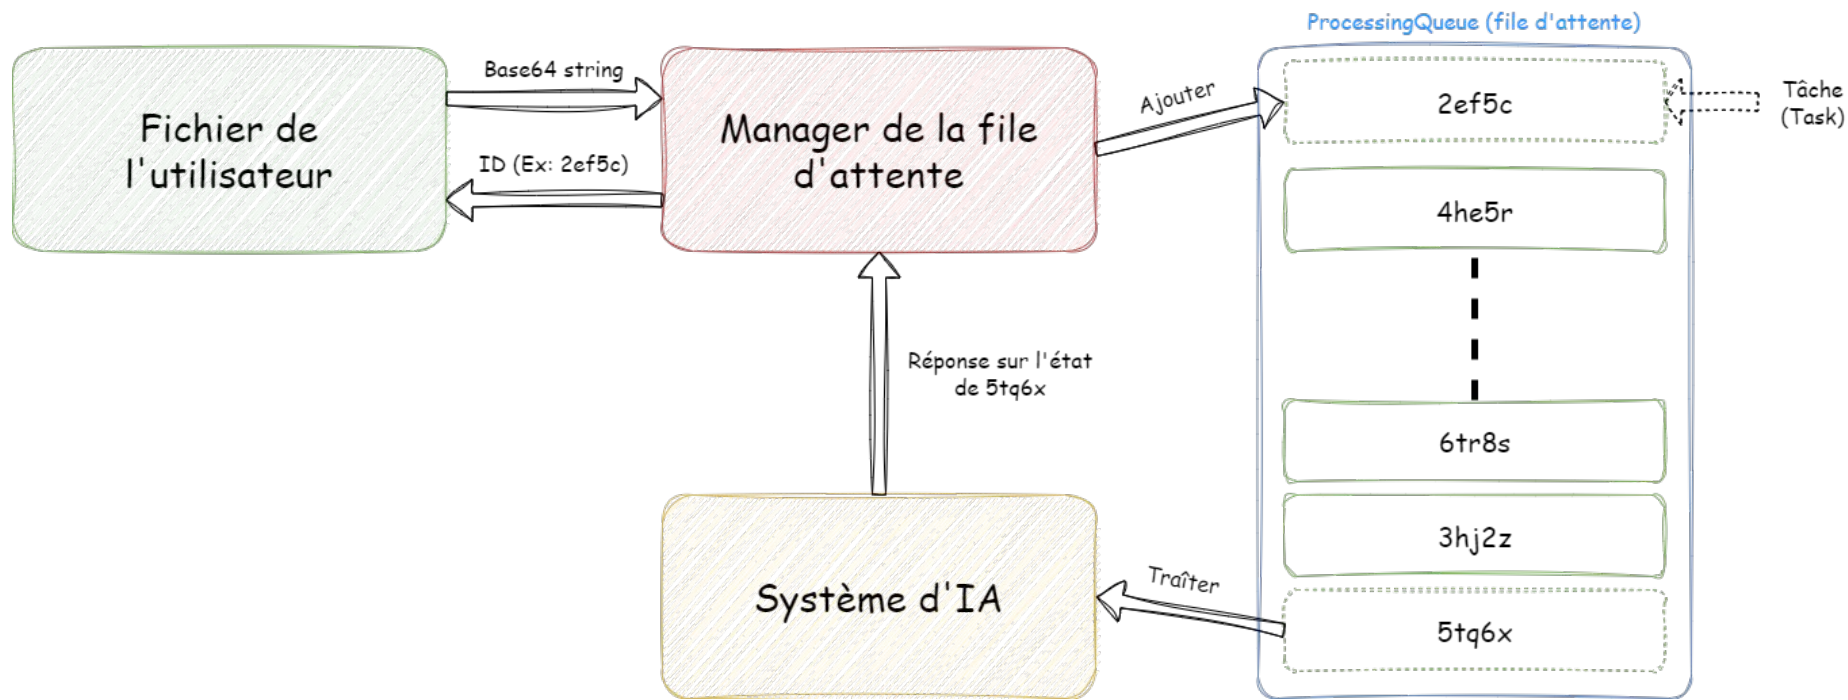 ProcessingQueue (file d'attente)
Fichier de
l'utilisateur
Base64 string
ID (Ex: 2ef5c)
Manager de la file
d'attente
Ajouter
2ef5c
Tâche
(Task)
4he5r
Réponse sur l'état
de 5tq6x
6tr8s
3hj2z
Système d'IA
Traîter
5tq6x